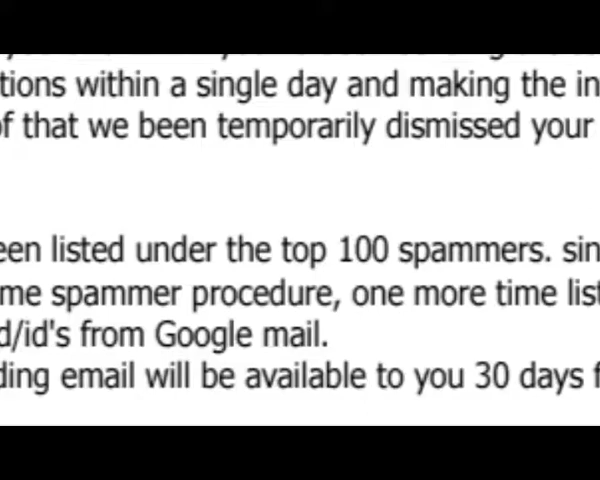 tions within a single day and making the in
of that we been temporarily dismissed your
een listed under the top 100 spammers. sin
me spammer procedure, one more time list
d/id's from Google mail.
ding email will be available to you 30 days f